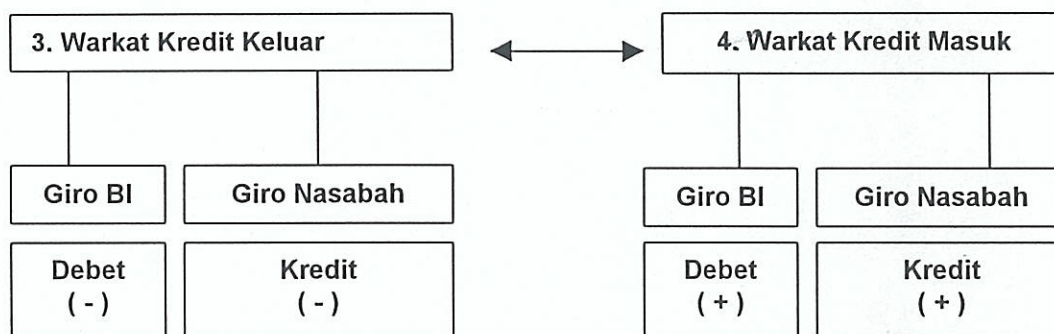 3. Warkat Kredit Keluar
4. Warkat Kredit Masuk
Giro BI
Giro Nasabah
Giro BI
Giro Nasabah
Debet
( - )
Kredit
( - )
Debet
( + )
Kredit
( + )